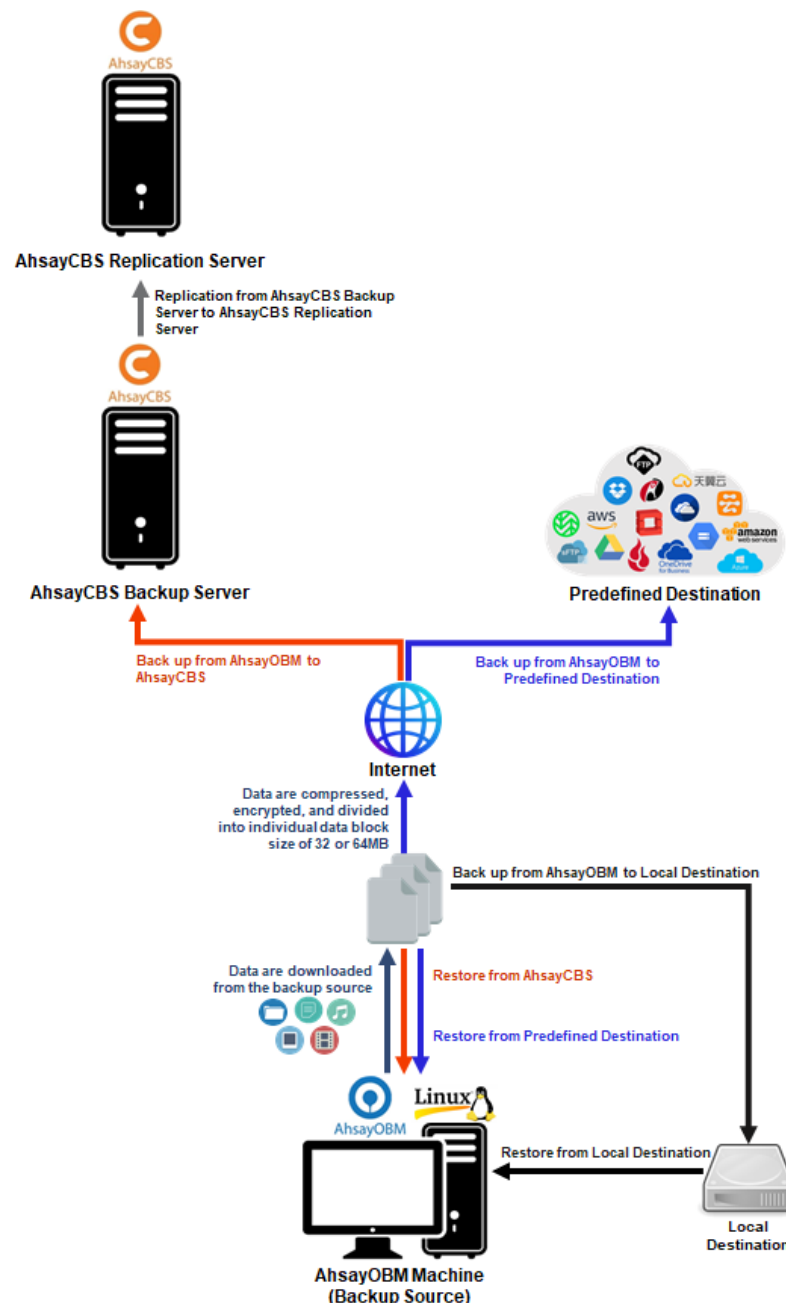 AhsayCBS
AhsayCBS Replication Server
Replication from AhsayCBS Backup
Server to AhsayCBS Replication
Server
AhsayCBS
AhsayCBS Backup Server
FTP
天翼云
aws
amazon
web services
sFTP
OneDrive
for Business
Azure
Predefined Destination
Back up from AhsayOBM to
AhsayCBS
Back up from AhsayOBM to
Predefined Destination
Internet
Data are compressed,
encrypted, and divided
into individual data block
size of 32 or 64MB
Back up from AhsayOBM to Local Destination
Data are downloaded
from the backup source
Restore from AhsayCBS
Restore from Predefined Destination
AhsayOBM
Linux
Restore from Local Destination
Local
Destination
AhsayOBM Machine
(Backup Source)